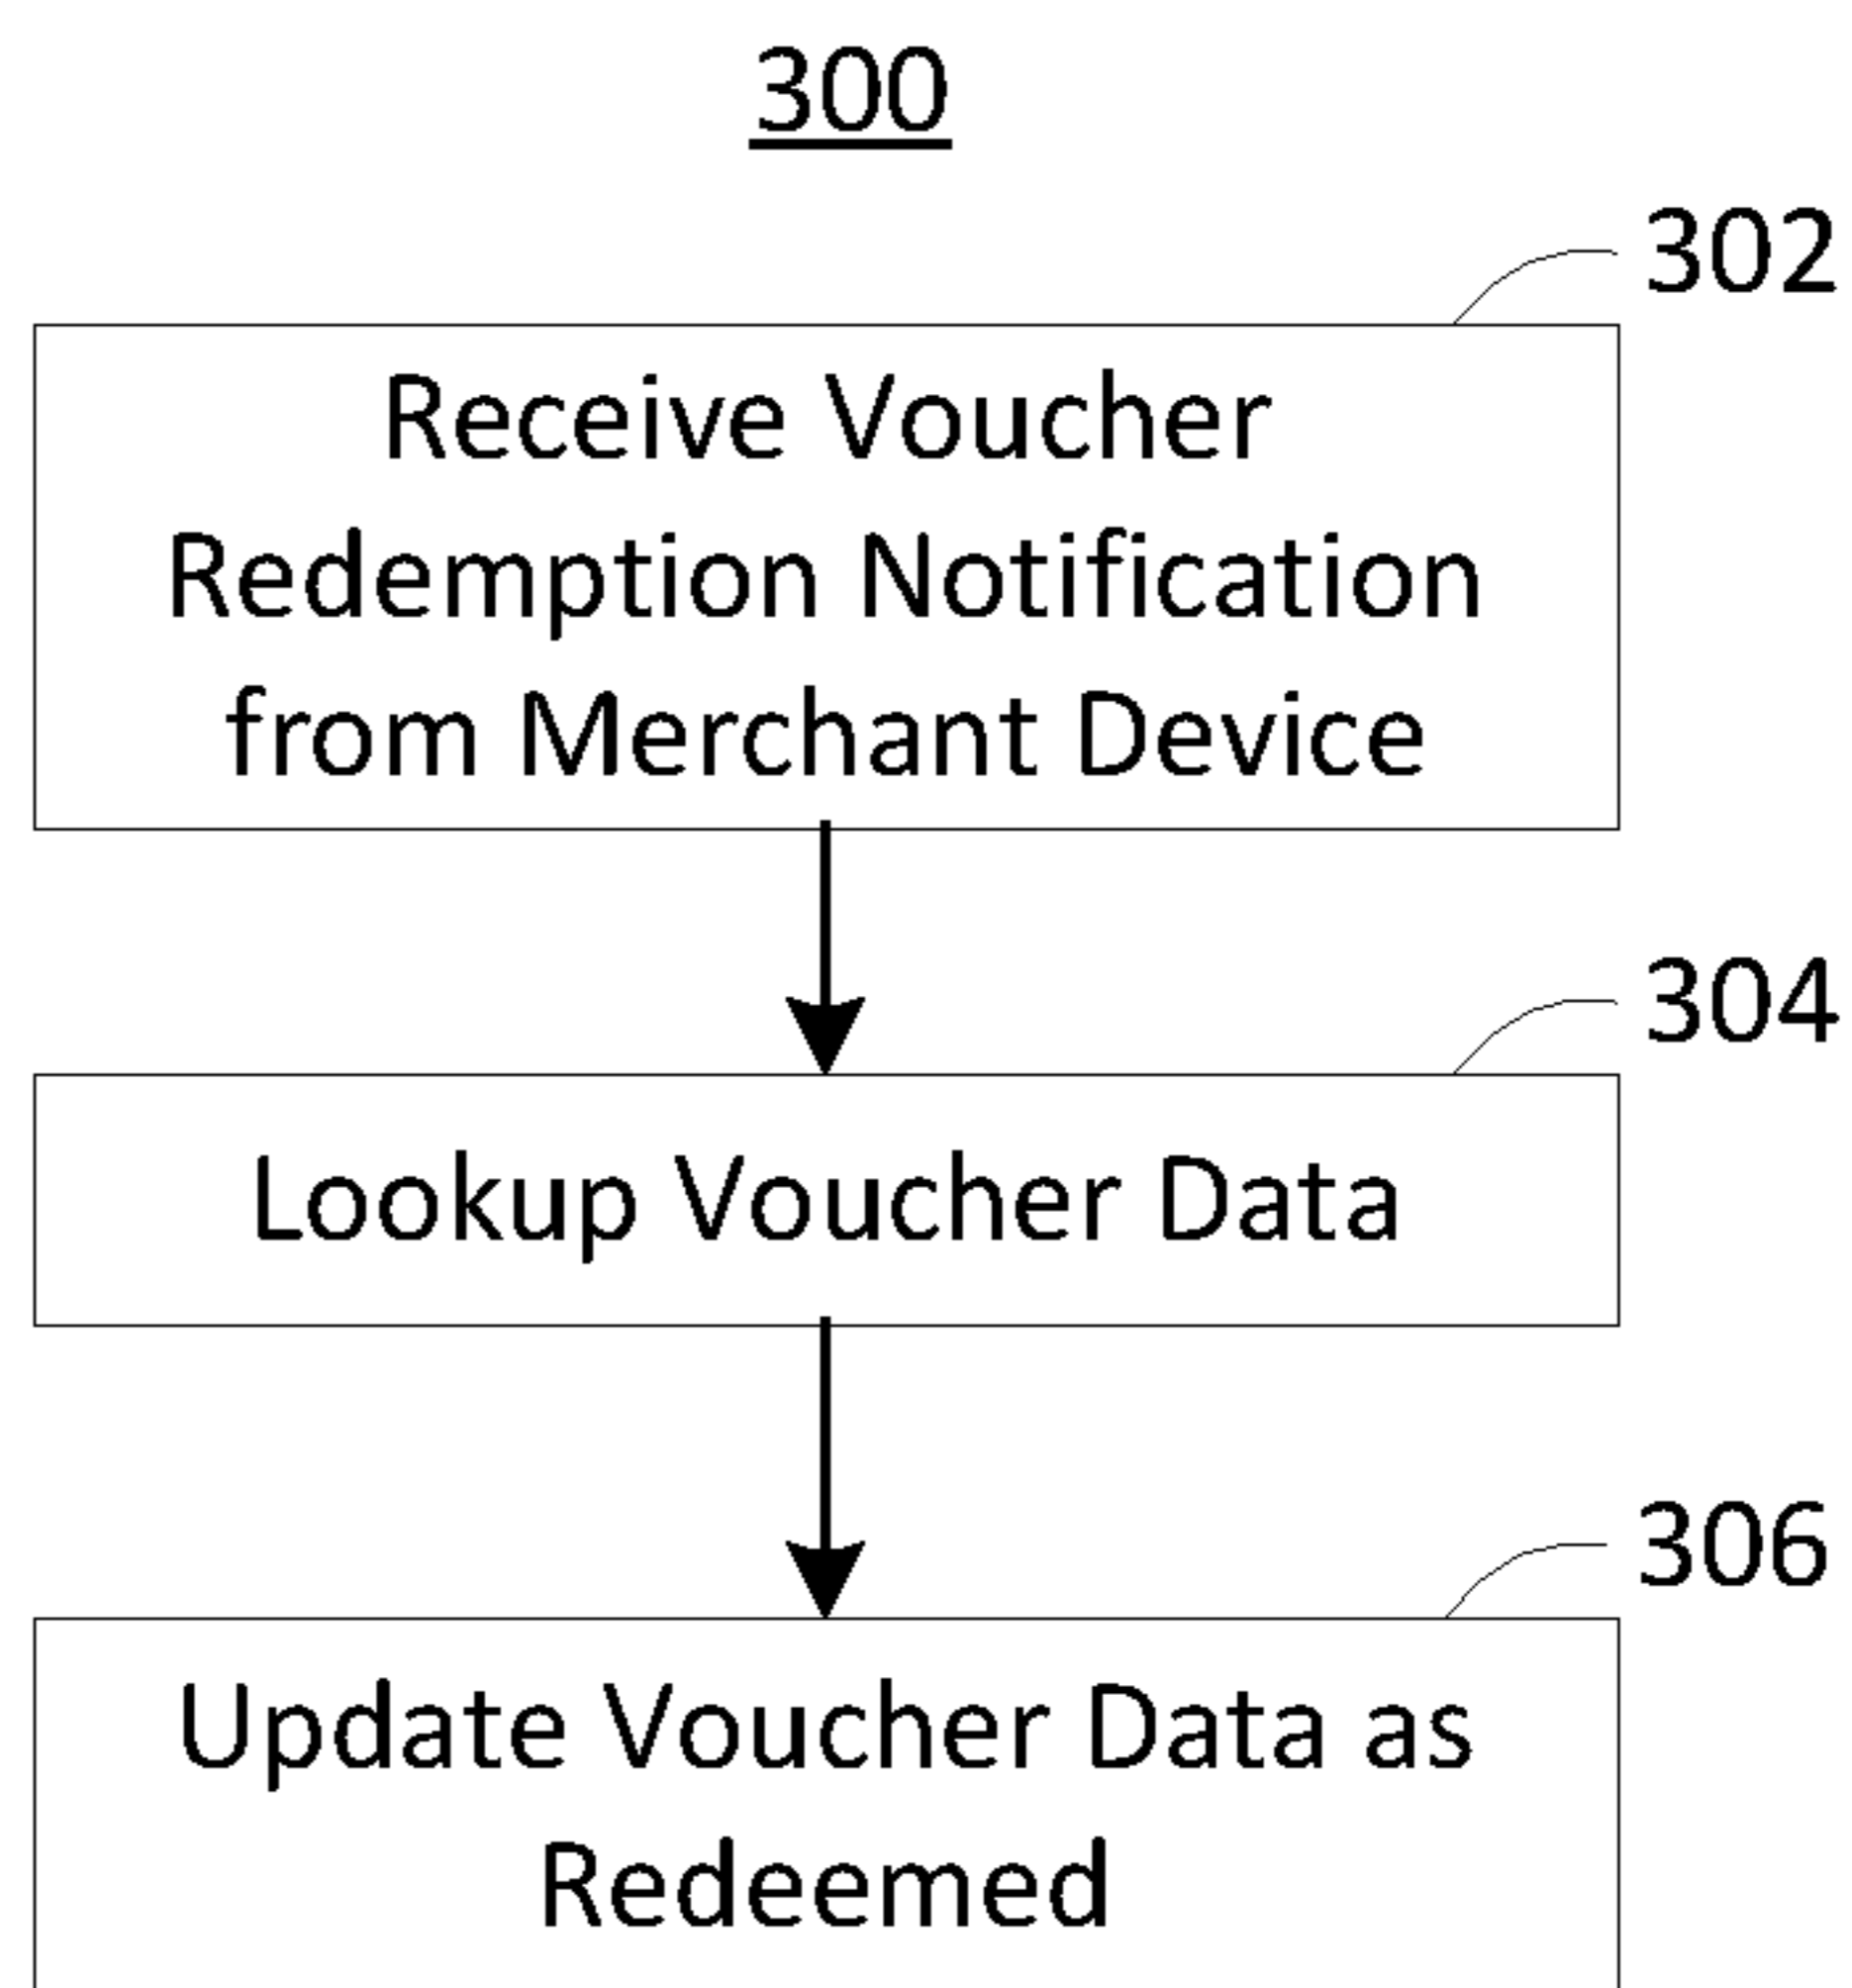 300
302
Receive Voucher
Redemption Notification
from Merchant Device
304
Lookup Voucher Data
306
Update Voucher Data as
Redeemed